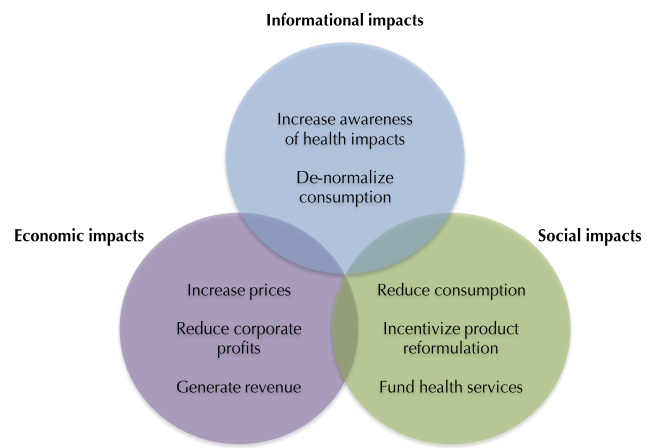 Informational impacts
Increase awareness
of health impacts
De-normalize
consumption
Economic impacts
Increase prices
Reduce corporate
profits
Generate revenue
Social impacts
Reduce consumption
Incentivize product
reformulation
Fund health services